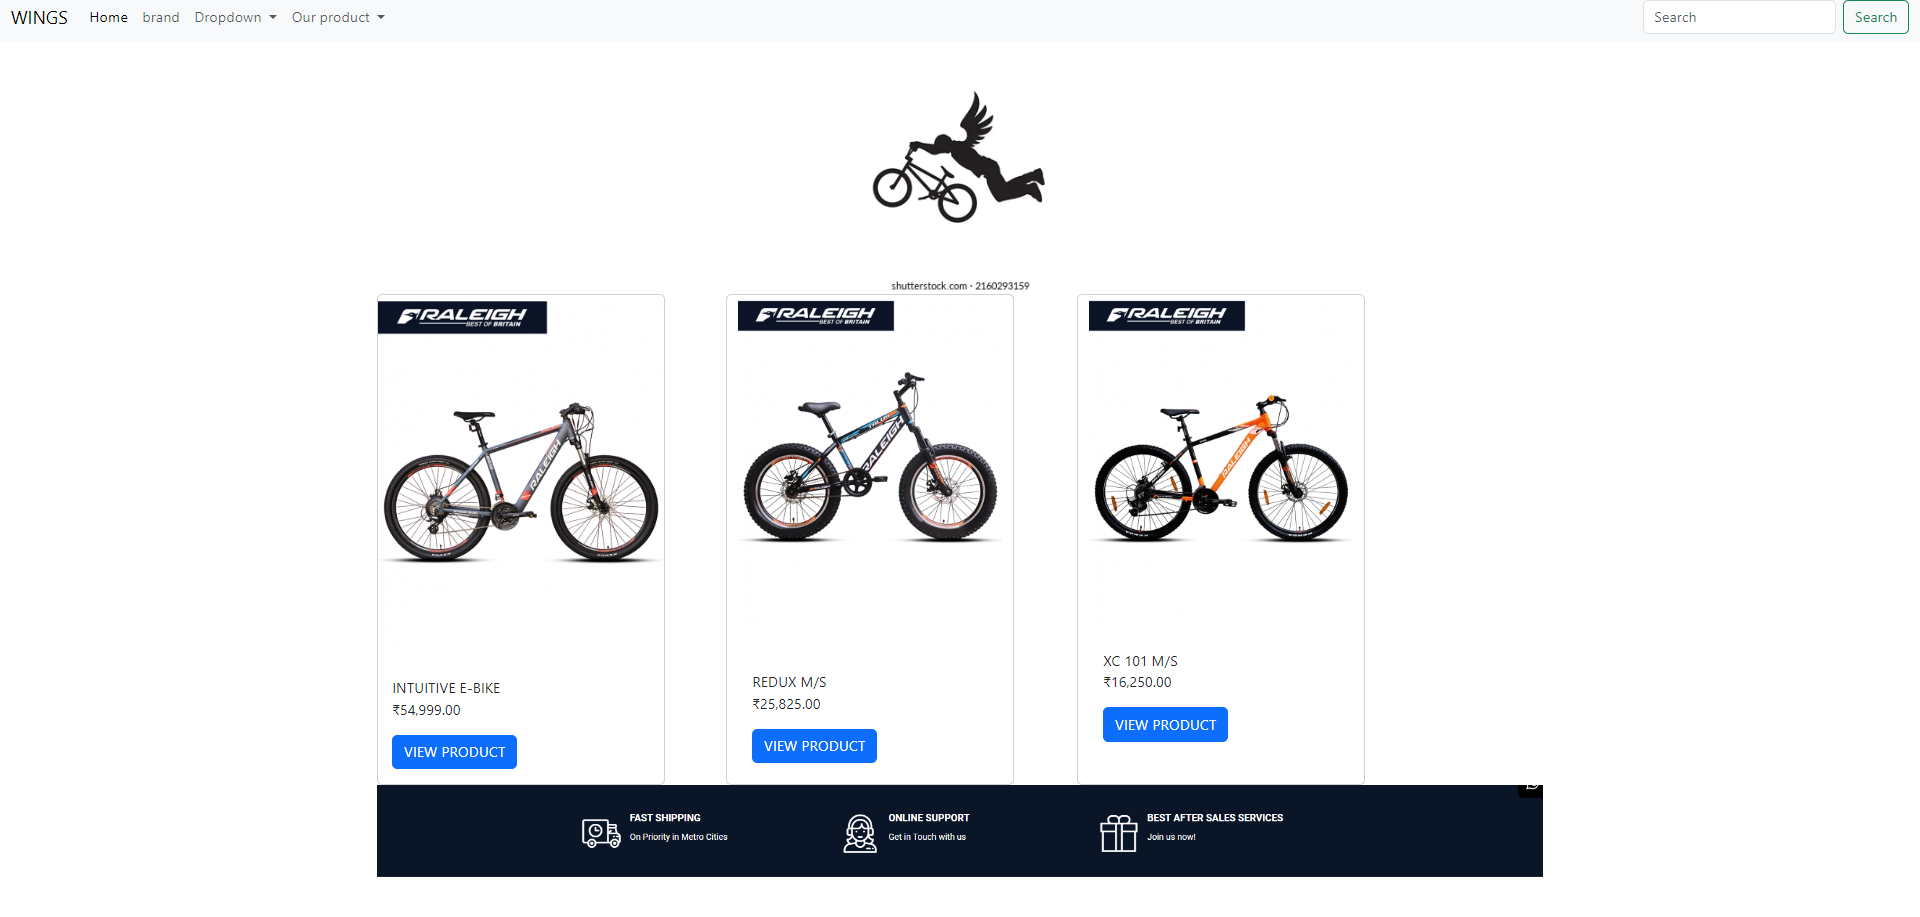 WINGS
Home
brand
Dropdown
Our product
Search
Search
shutterstock.com · 2160293159
RALEIGH
BEST OF BRITAIN
RALEIGH
INTUITIVE E-BIKE
₹54,999.00
VIEW PRODUCT
RALEIGH
BEST OF BRITAIN
RALEIGH
REDUX M/S
₹25,825.00
VIEW PRODUCT
RALEIGH
BEST OF BRITAIN
RALEIGH
XC 101 M/S
₹16,250.00
VIEW PRODUCT
FAST SHIPPING
On Priority in Metro Cities
ONLINE SUPPORT
Get in Touch with us
BEST AFTER SALES SERVICES
Join us now!